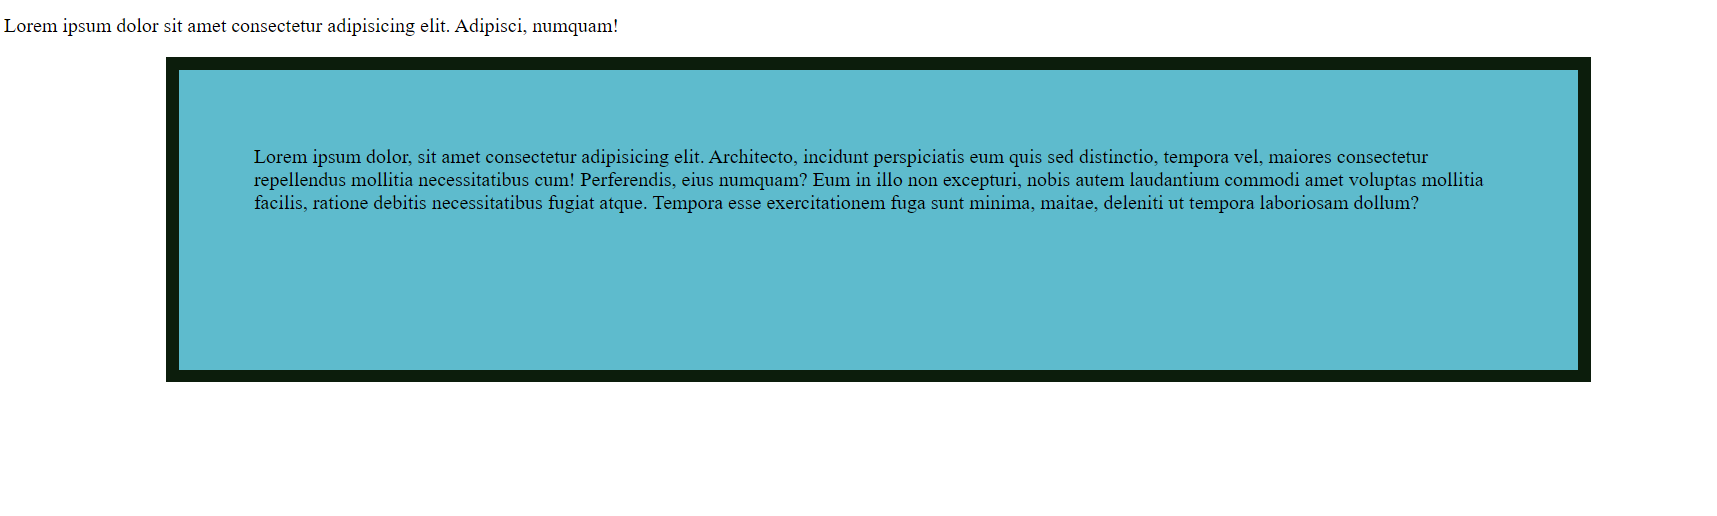 Lorem ipsum dolor sit amet consectetur adipisicing elit. Adipisci, numquam!
Lorem ipsum dolor, sit amet consectetur adipisicing elit. Architecto, incidunt perspiciatis eum quis sed distinctio, tempora vel, maiores consectetur
repellendus mollitia necessitatibus cum! Perferendis, eius numquam? Eum in illo non excepturi, nobis autem laudantium commodi amet voluptas mollitia
facilis, ratione debitis necessitatibus fugiat atque. Tempora esse exercitationem fuga sunt minima, maitae, deleniti ut tempora laboriosam dollum?